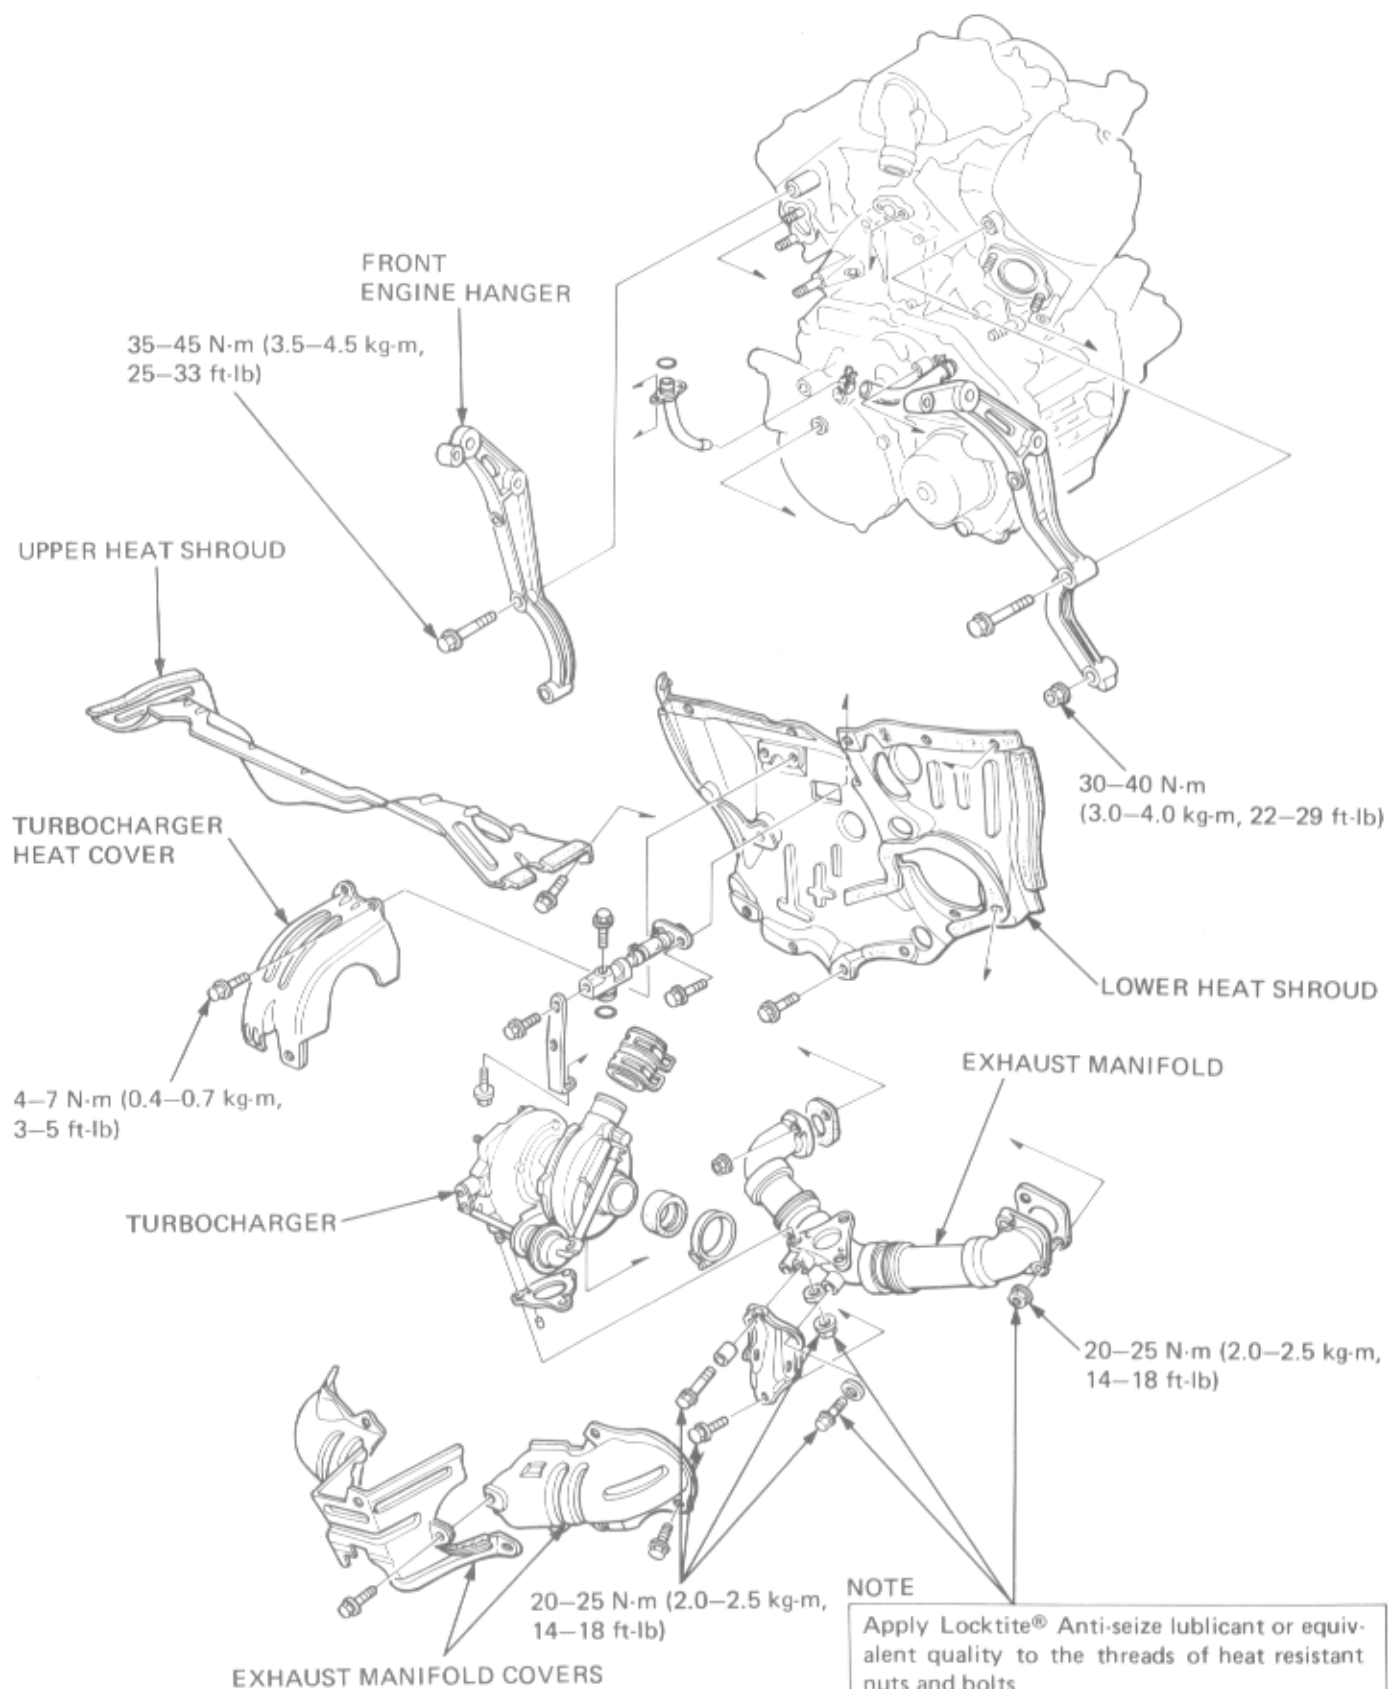 FRONT
ENGINE HANGER
35–45 N·m (3.5–4.5 kg-m,
25–33 ft-lb)
UPPER HEAT SHROUD
30–40 N·m
(3.0–4.0 kg-m, 22–29 ft-lb)
TURBOCHARGER
HEAT COVER
LOWER HEAT SHROUD
EXHAUST MANIFOLD
4–7 N·m (0.4–0.7 kg-m,
3–5 ft-lb)
TURBOCHARGER
20–25 N·m (2.0–2.5 kg-m,
14–18 ft-lb)
20–25 N·m (2.0–2.5 kg-m,
14–18 ft-lb)
EXHAUST MANIFOLD COVERS
NOTE
Apply Locktite® Anti-seize lublicant or equiv-
alent quality to the threads of heat resistant
nuts and bolts